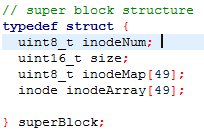 // super block structure
typedef struct {
uint8_t inodeNum;
uint16_t size;
uint8_t inodeMap[49];
inode inodeArray[49];
} superBlock;